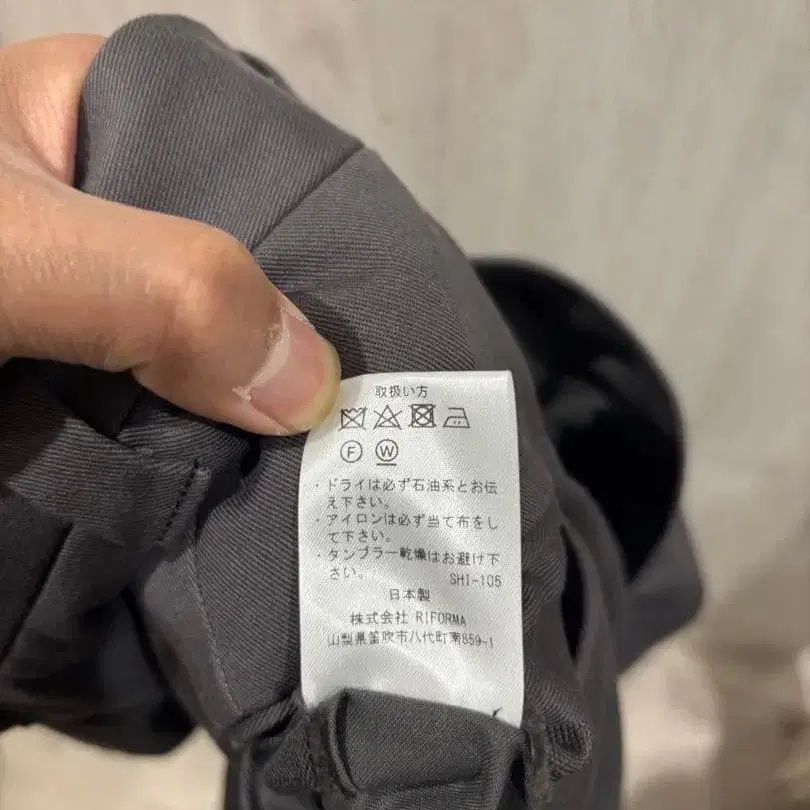 取扱い方
F W
・ドライは必ず石油系とお伝
え下さい。
・アイロンは必ず当て布をし
て下さい。
・タンブラー乾燥はお避け下
さい。
SHI-105
日本製
株式会社 RIFORMA
山梨県笛吹市八代町南859-1